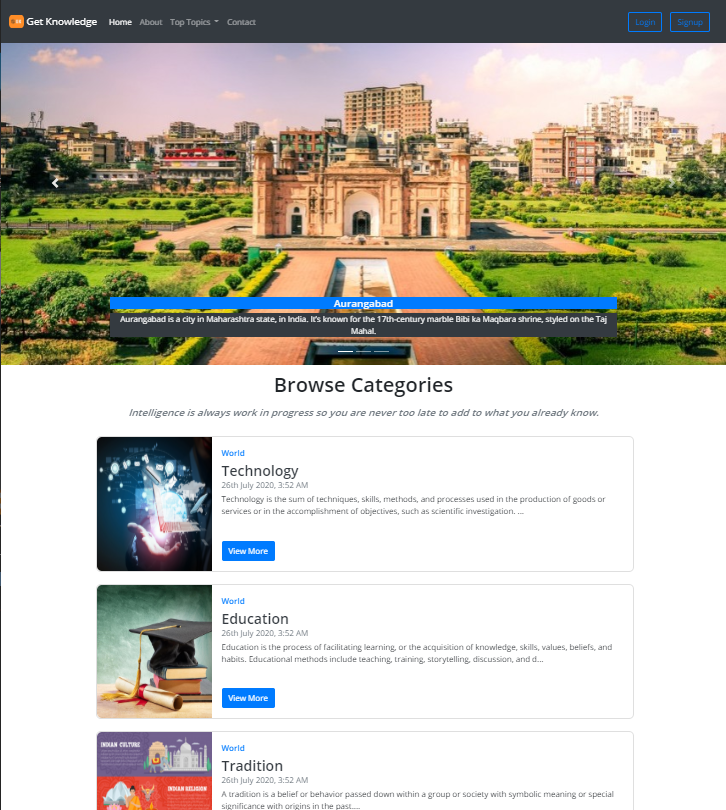 Get Knowledge Home About Top Topics Contact Login Signup
Aurangabad
Aurangabad is a city in Maharashtra state, in India. It's known for the 17th-century marble Bibi ka Maqbara shrine, styled on the Taj
Mahal.
Browse Categories
Intelligence is always work in progress so you are never too late to add to what you already know.
World
Technology
26th July 2020, 3:52 AM
Technology is the sum of techniques, skills, methods, and processes used in the production of goods or
services or in the accomplishment of objectives, such as scientific investigation. ...
View More
World
Education
26th July 2020, 3:52 AM
Education is the process of facilitating learning, or the acquisition of knowledge, skills, values, beliefs, and
habits. Educational methods include teaching, training, storytelling, discussion, and d...
View More
INDIAN CULTURE
INDIAN RELIGION
World
Tradition
26th July 2020, 3:52 AM
A tradition is a belief or behavior passed down within a group or society with symbolic meaning or special
significance with origins in the past....